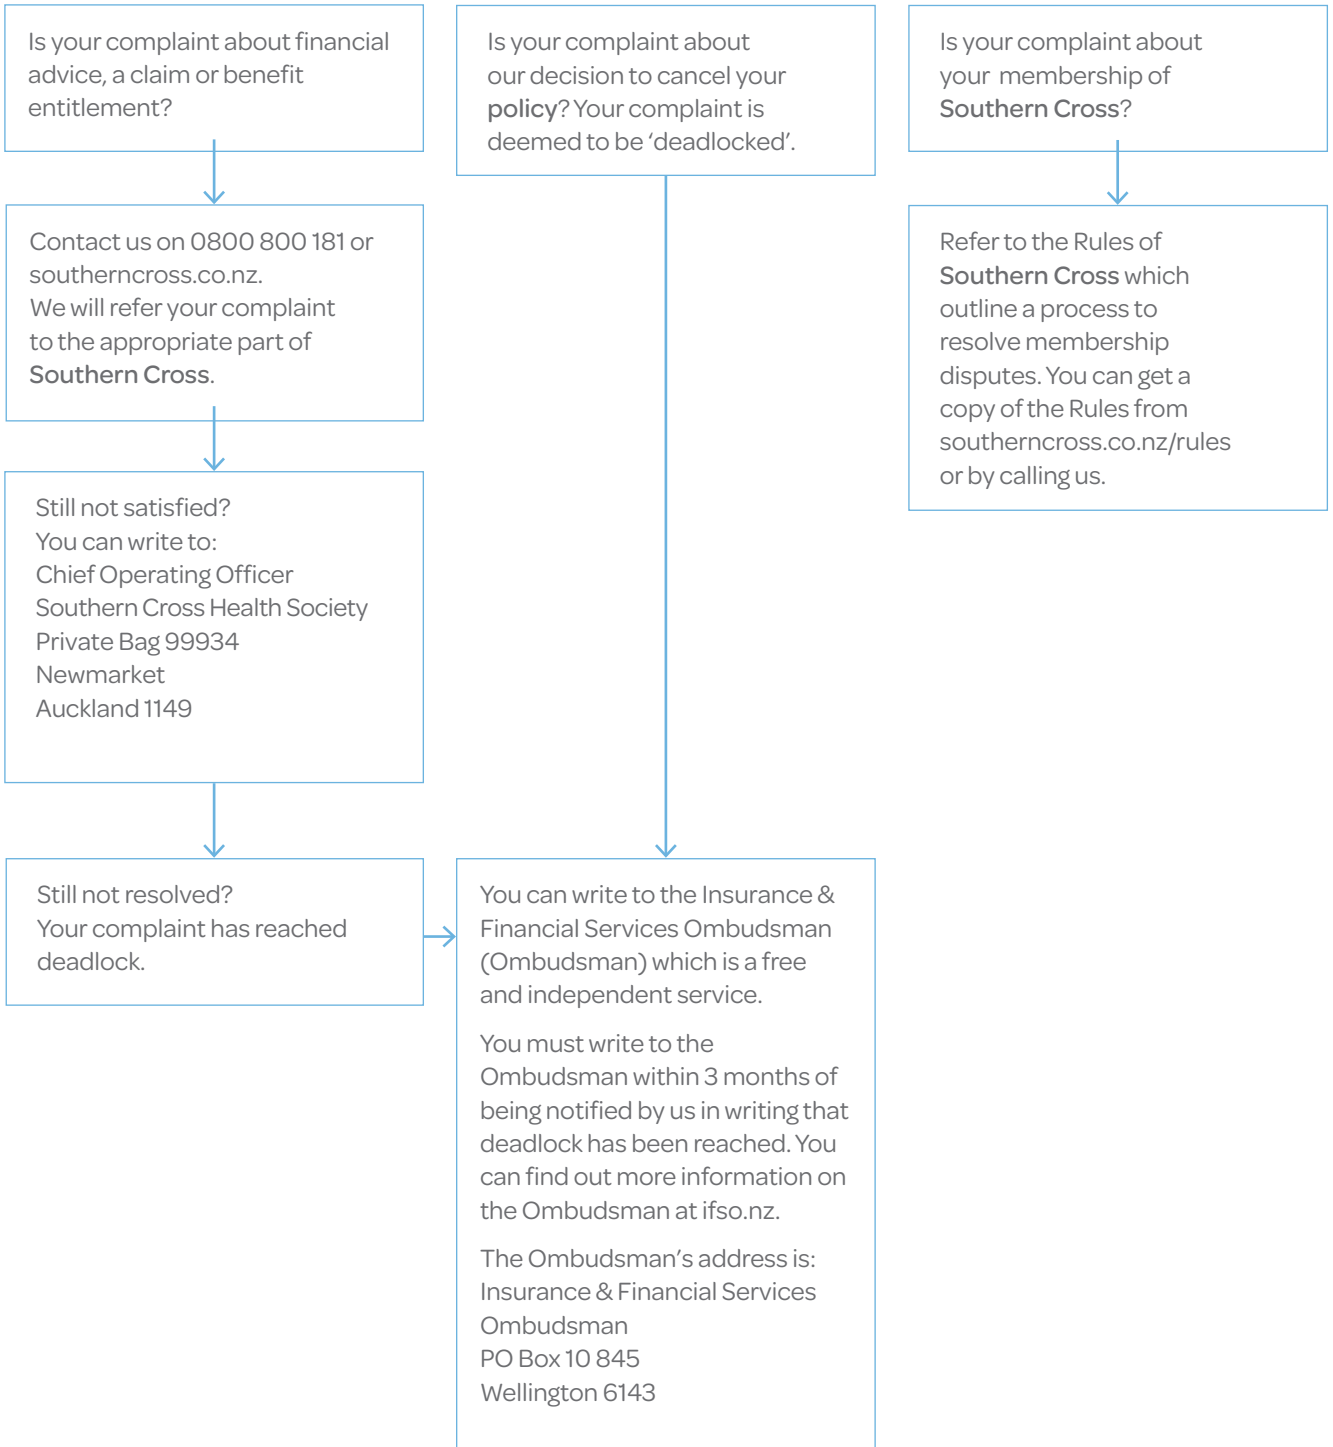 Is your complaint about financial
advice, a claim or benefit
entitlement?
Contact us on 0800 800 181 or
southerncross.co.nz.
We will refer your complaint
to the appropriate part of
Southern Cross.
Still not satisfied?
You can write to:
Chief Operating Officer
Southern Cross Health Society
Private Bag 99934
Newmarket
Auckland 1149
Still not resolved?
Your complaint has reached
deadlock.
Is your complaint about
our decision to cancel your
policy? Your complaint is
deemed to be ‘deadlocked’.
You can write to the Insurance &
Financial Services Ombudsman
(Ombudsman) which is a free
and independent service.
You must write to the
Ombudsman within 3 months of
being notified by us in writing that
deadlock has been reached. You
can find out more information on
the Ombudsman at ifso.nz.
The Ombudsman’s address is:
Insurance & Financial Services
Ombudsman
PO Box 10 845
Wellington 6143
Is your complaint about
your membership of
Southern Cross?
Refer to the Rules of
Southern Cross which
outline a process to
resolve membership
disputes. You can get a
copy of the Rules from
southerncross.co.nz/rules
or by calling us.